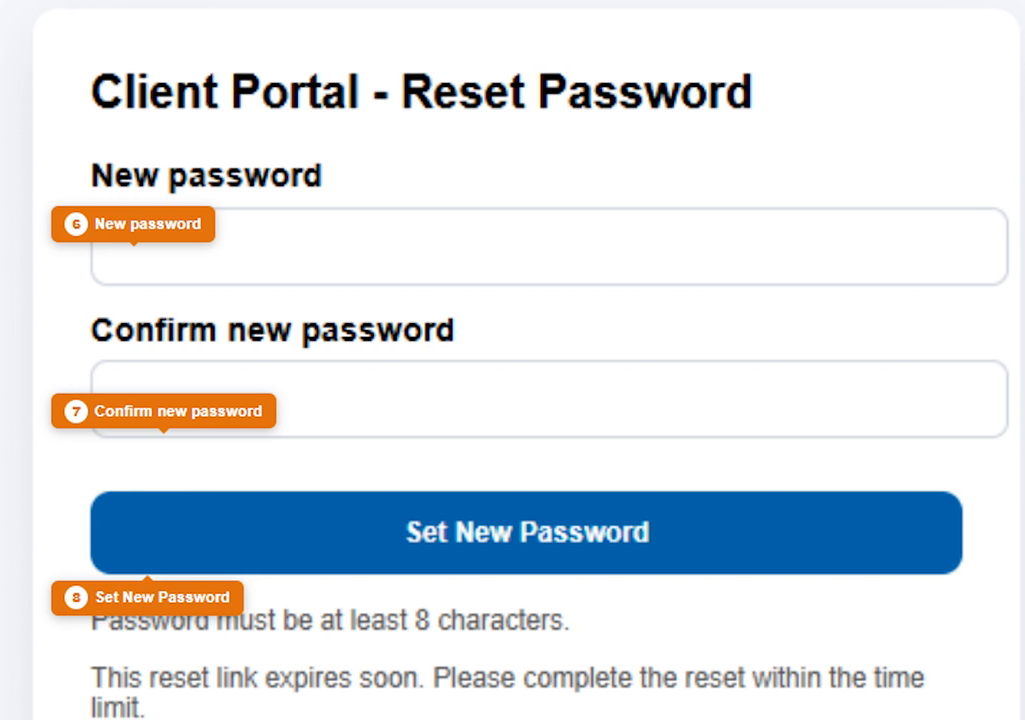 Client Portal - Reset Password
New password
6 New password
Confirm new password
7 Confirm new password
Set New Password
8 Set New Password
Password must be at least 8 characters.
This reset link expires soon. Please complete the reset within the time
limit.